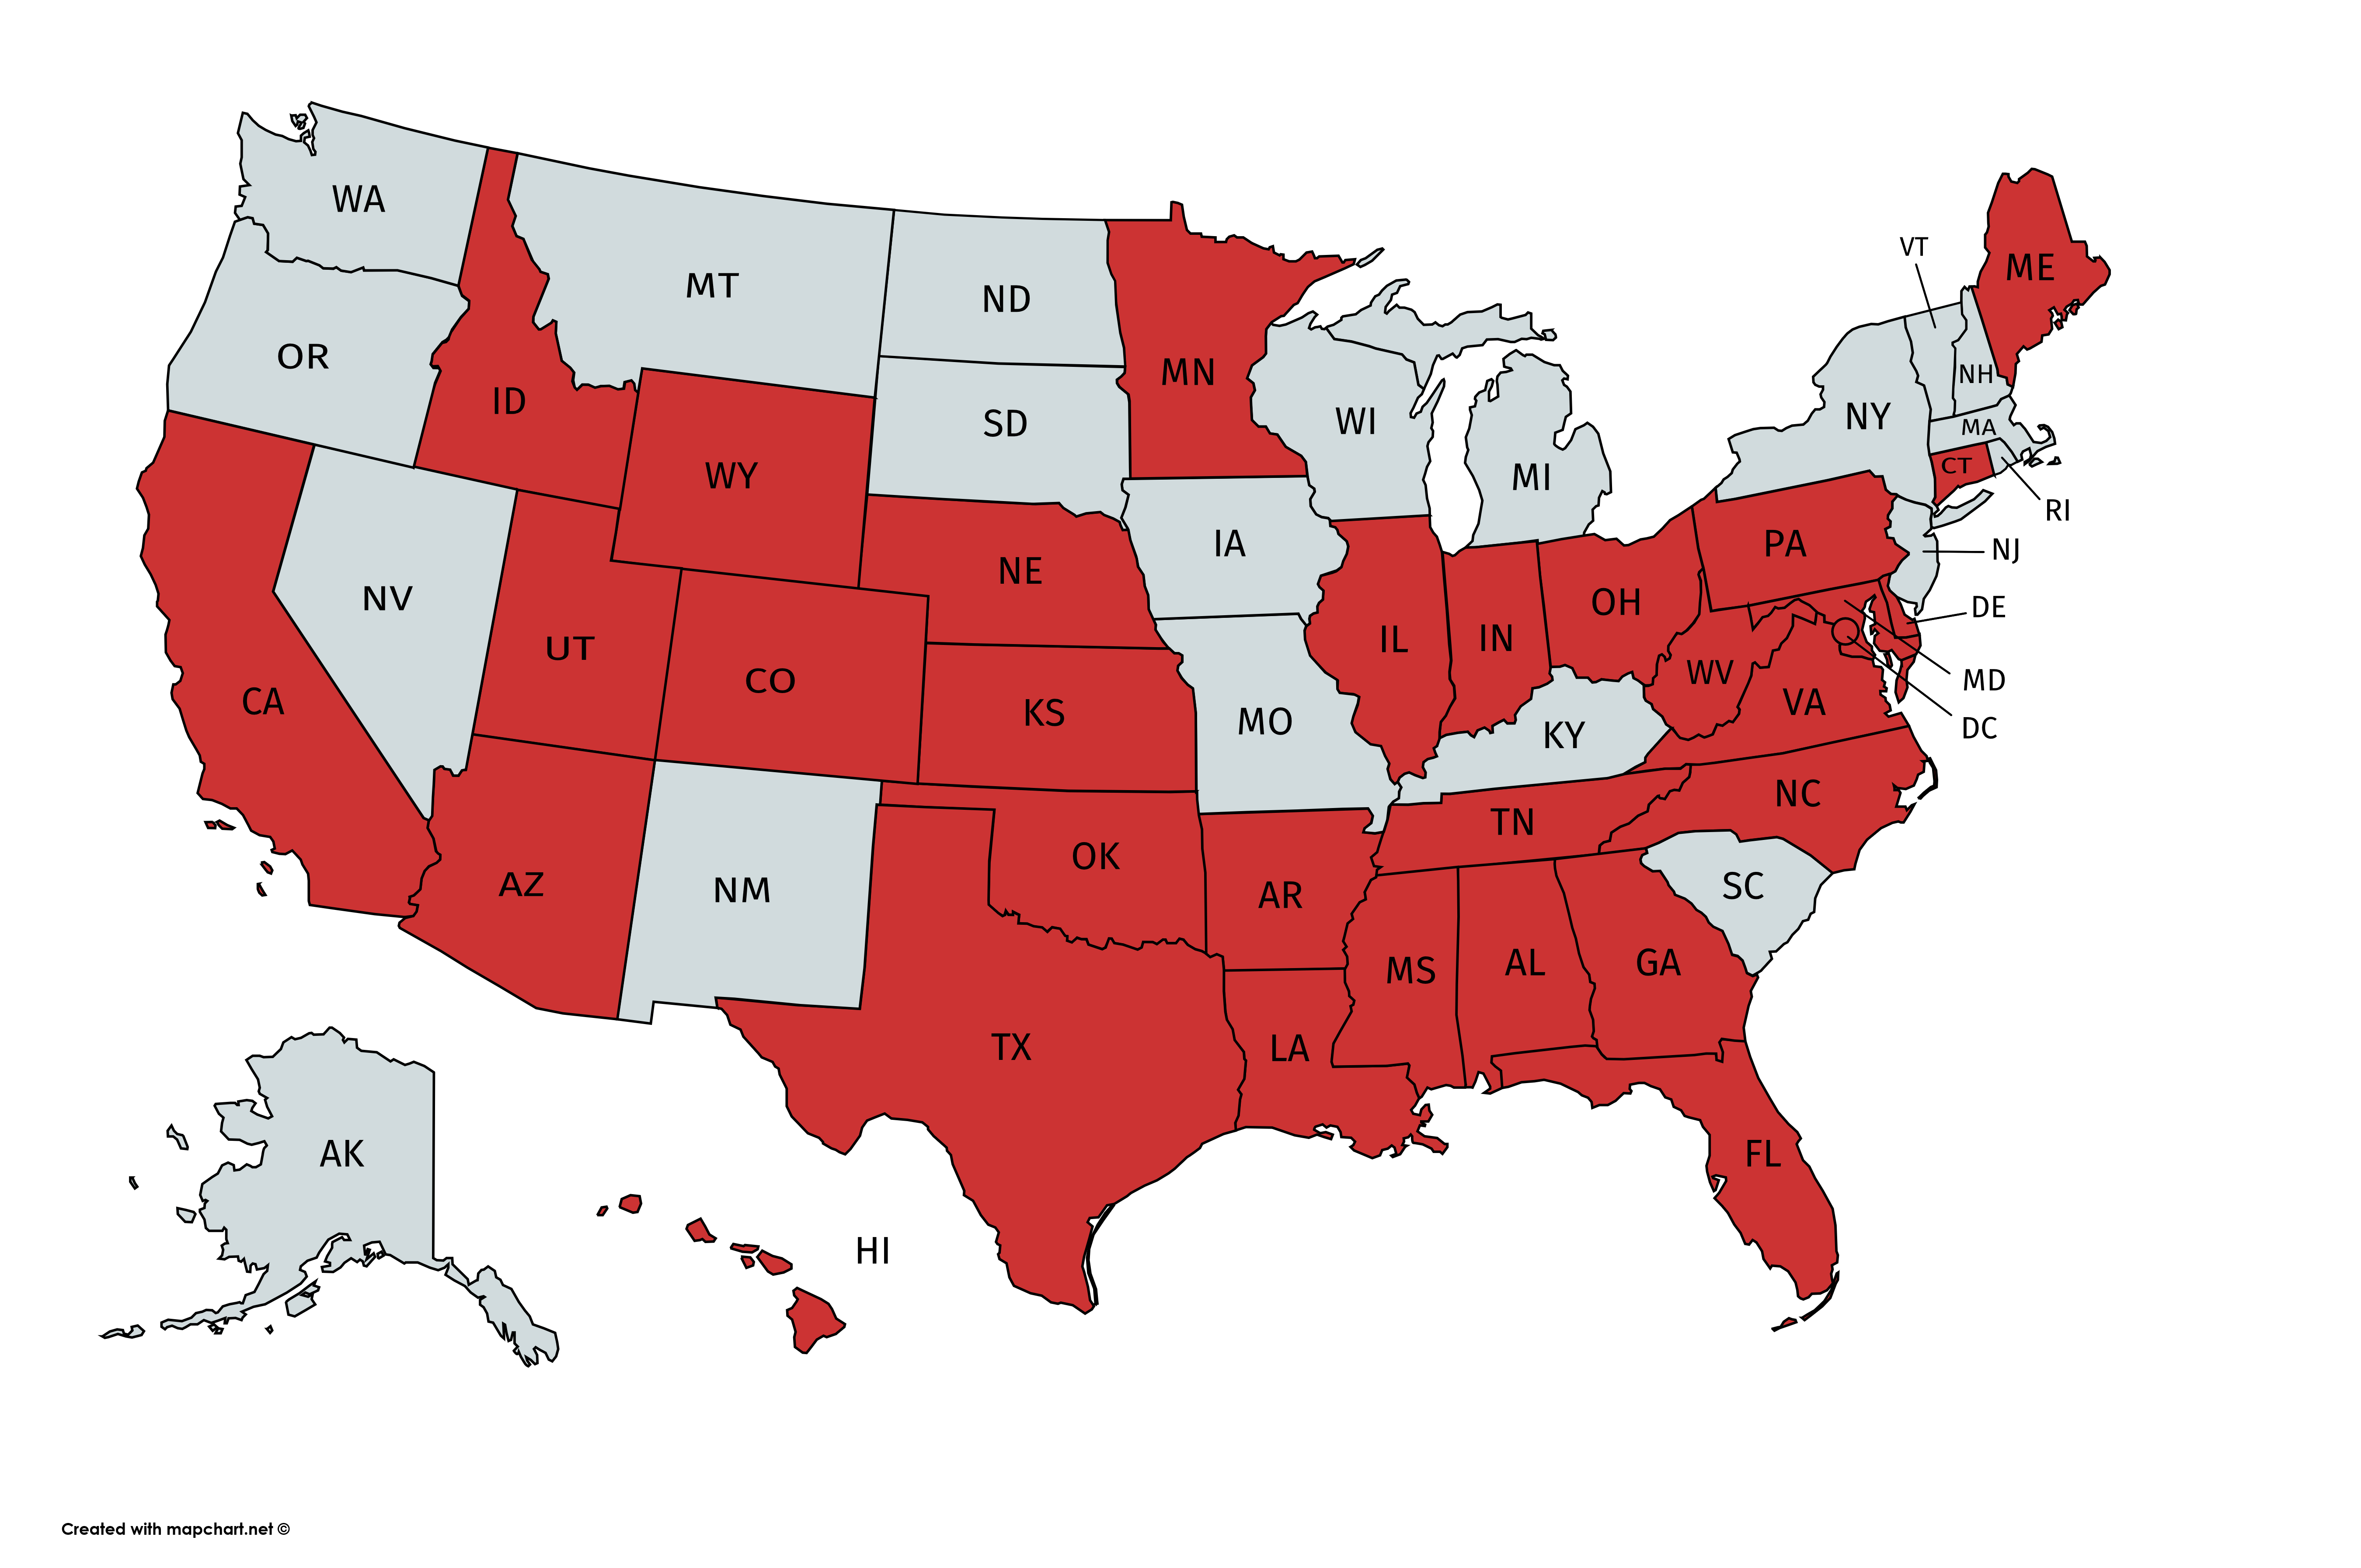 WA
MT
ND
MN
VT
ME
OR
ID
SD
WI
NH
NY
MA
WY
MI
CT
RI
NV
NE
IA
PA
NJ
UT
CO
KS
IL
IN
OH
DE
CA
MO
WV
VA
MD
KY
DC
AZ
NM
OK
AR
TN
NC
SC
MS
AL
GA
TX
LA
AK
FL
HI
Created with mapchart.net ©